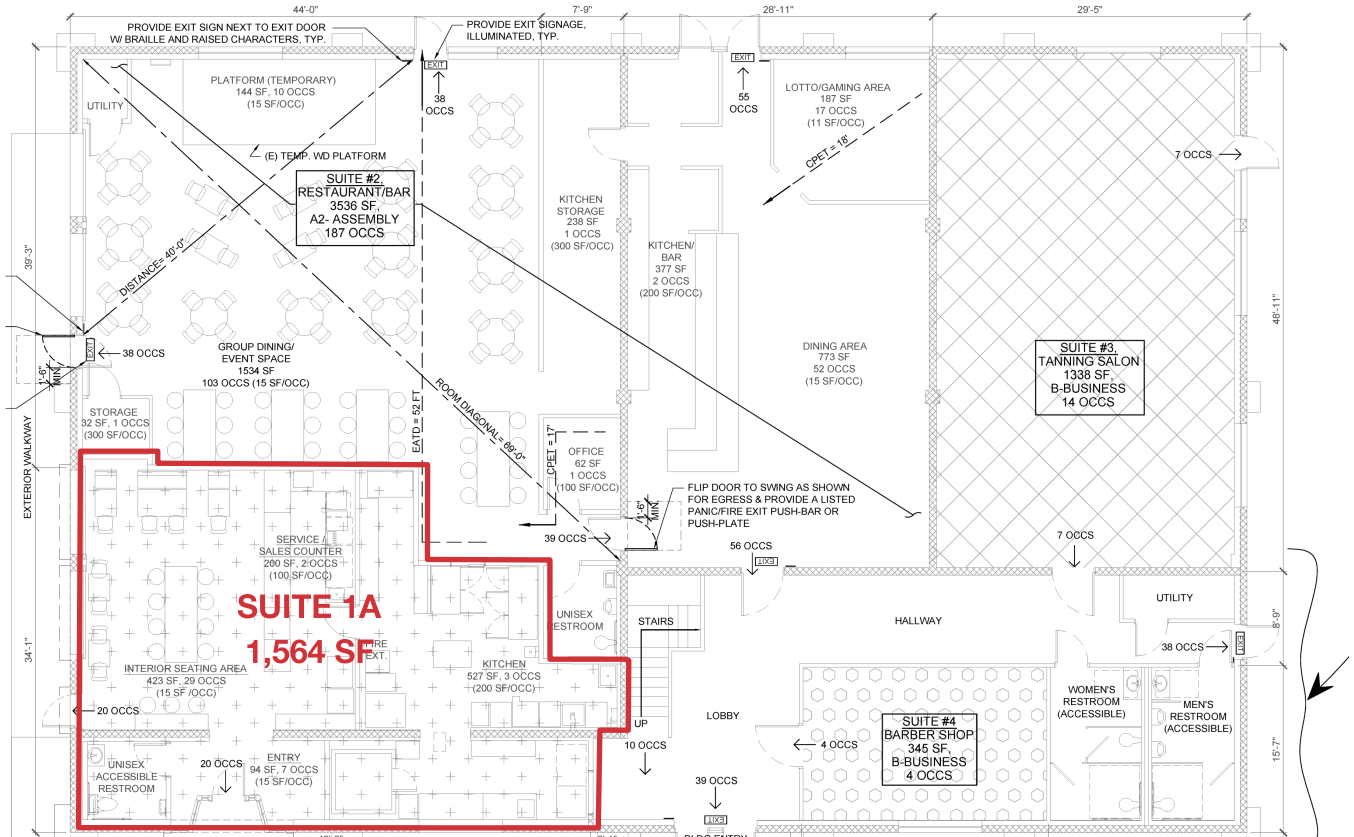 44'-0"
7'-9"
28'-11"
29'-5"
PROVIDE EXIT SIGN NEXT TO EXIT DOOR
W/ BRAILLE AND RAISED CHARACTERS, TYP.
PROVIDE EXIT SIGNAGE,
ILLUMINATED, TYP.
EXIT
38
OCCS
EXIT
55
OCCS
PLATFORM (TEMPORARY)
144 SF, 10 OCCS
(15 SF/OCC)
UTILITY
(E) TEMP. WD PLATFORM
LOTTO/GAMING AREA
187 SF
17 OCCS
(11 SF/OCC)
CPET = 18'
7 OCCS
SUITE #2,
RESTAURANT/BAR
3536 SF,
A2- ASSEMBLY
187 OCCS
KITCHEN
STORAGE
238 SF
1 OCCS
(300 SF/OCC)
KITCHEN/
BAR
377 SF
2 OCCS
(200 SF/OCC)
39'-3"
DISTANCE= 40'-0"
48'-11"
EXIT
38 OCCS
1'-6"
MIN.
GROUP DINING/
EVENT SPACE
1534 SF
103 OCCS (15 SF/OCC)
DINING AREA
773 SF
52 OCCS
(15 SF/OCC)
SUITE #3,
TANNING SALON
1338 SF,
B-BUSINESS
14 OCCS
ROOM DIAGONAL= 69'-0"
EATD = 52 FT
STORAGE
32 SF, 1 OCCS
(300 SF/OCC)
CPET = 17'
OFFICE
62 SF
1 OCCS
(100 SF/OCC)
EXTERIOR WALKWAY
FLIP DOOR TO SWING AS SHOWN
FOR EGRESS & PROVIDE A LISTED
PANIC/FIRE EXIT PUSH-BAR OR
PUSH-PLATE
1'-6"
MIN.
39 OCCS
56 OCCS
EXIT
7 OCCS
SERVICE /
SALES COUNTER
200 SF, 2 OCCS
(100 SF/OCC)
SUITE 1A
1,564 SF
FIRE
EXT.
UNISEX
RESTROOM
STAIRS
HALLWAY
UTILITY
8'-9"
34'-1"
INTERIOR SEATING AREA
423 SF, 29 OCCS
(15 SF/OCC)
KITCHEN
527 SF, 3 OCCS
(200 SF/OCC)
38 OCCS
EXIT
20 OCCS
UP
LOBBY
WOMEN'S
RESTROOM
(ACCESSIBLE)
MEN'S
RESTROOM
(ACCESSIBLE)
SUITE #4
BARBER SHOP
345 SF,
B-BUSINESS
4 OCCS
4 OCCS
10 OCCS
15'-7"
UNISEX
ACCESSIBLE
RESTROOM
20 OCCS
ENTRY
94 SF, 7 OCCS
(15 SF/OCC)
39 OCCS
EXIT
BLDG ENTRY